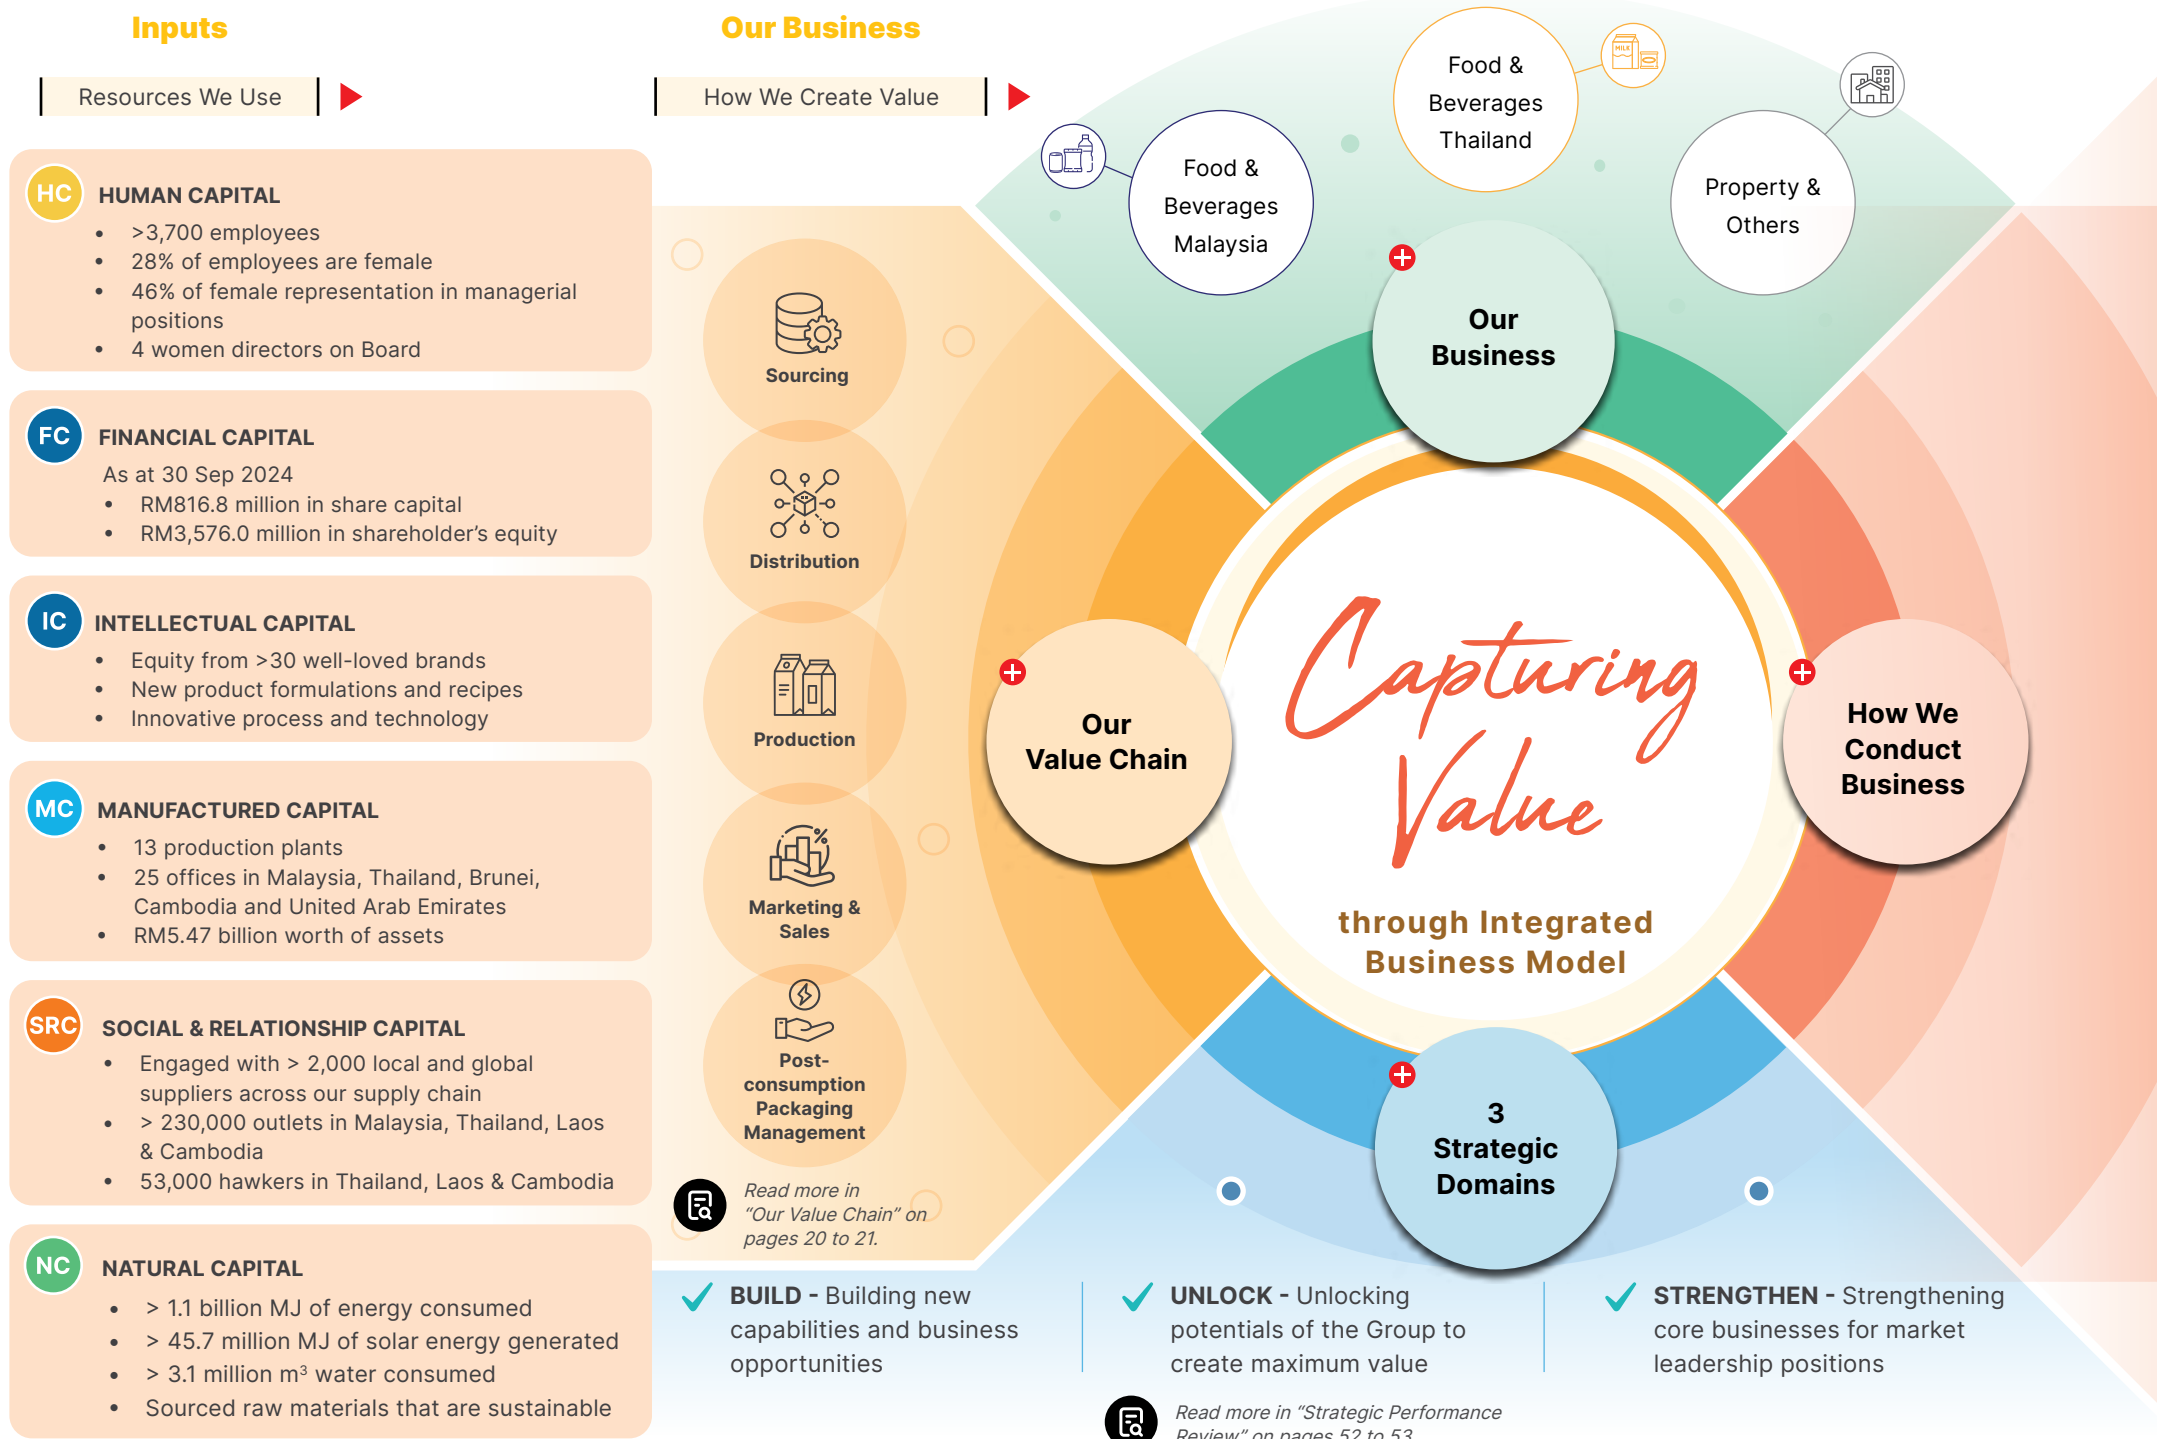 Inputs
Resources We Use
HC
HUMAN CAPITAL
• >3,700 employees
• 28% of employees are female
• 46% of female representation in managerial
positions
• 4 women directors on Board
FC
FINANCIAL CAPITAL
As at 30 Sep 2024
• RM816.8 million in share capital
• RM3,576.0 million in shareholder’s equity
IC
INTELLECTUAL CAPITAL
• Equity from >30 well-loved brands
• New product formulations and recipes
• Innovative process and technology
MC
MANUFACTURED CAPITAL
• 13 production plants
• 25 offices in Malaysia, Thailand, Brunei,
Cambodia and United Arab Emirates
• RM5.47 billion worth of assets
SRC
SOCIAL & RELATIONSHIP CAPITAL
• Engaged with > 2,000 local and global
suppliers across our supply chain
• > 230,000 outlets in Malaysia, Thailand, Laos
& Cambodia
• 53,000 hawkers in Thailand, Laos & Cambodia
NC
NATURAL CAPITAL
• > 1.1 billion MJ of energy consumed
• > 45.7 million MJ of solar energy generated
• > 3.1 million m³ water consumed
• Sourced raw materials that are sustainable
Our Business
How We Create Value
Sourcing
Distribution
Production
Marketing &
Sales
Post-
consumption
Packaging
Management
Read more in
“Our Value Chain” on
pages 20 to 21.
Food &
Beverages
Malaysia
Food &
Beverages
Thailand
MILK
Property &
Others
Our
Business
Our
Value Chain
How We
Conduct
Business
Capturing
Value
through Integrated
Business Model
3
Strategic
Domains
BUILD - Building new
capabilities and business
opportunities
UNLOCK - Unlocking
potentials of the Group to
create maximum value
STRENGTHEN - Strengthening
core businesses for market
leadership positions
Read more in “Strategic Performance
Review” on pages 52 to 53